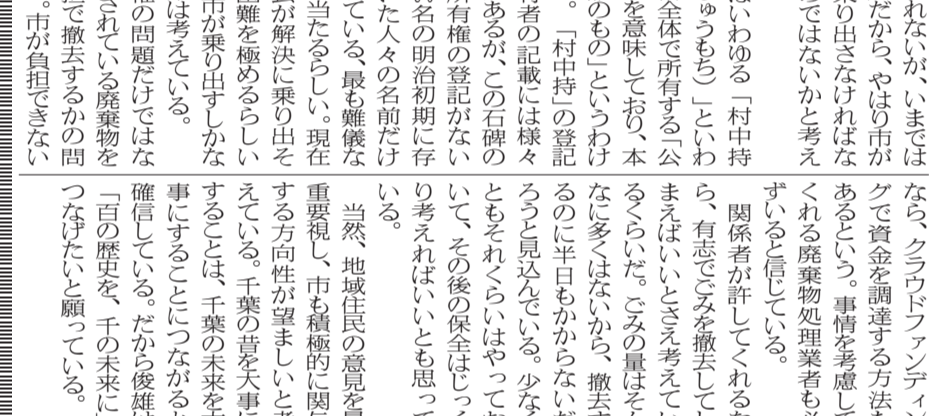 れないが、いまでは
だから、やはり市が
り出さなければな
ではないかと考え
はいわゆる「村中持
ゅうもち）」といわ
全体で所有する「公
を意味しており、本
のもの」というわけ
。「村中持」の登記
者の記載には様々
あるが、この石碑の
所有権の登記がない
名の明治初期に存
た人々の名前だけ
ている、最も難儀な
当たるらしい。現在
が解決に乗り出そ
難を極めるらしい
市が乗り出すしかな
は考えている。
の問題だけではな
されている廃棄物を
で撤去するかの問
。市が負担できない
なら、クラウドファンディン
グで資金を調達する方法も
あるという。事情を考慮して
くれる廃棄物処理業者も必
ずいると信じている。
関係者が許してくれるな
ら、有志でごみを撤去してし
まえばいいとさえ考えてい
るくらいだ。ごみの量はそん
なに多くはないから、撤去す
るのに半日もかからないだ
ろうと見込んでいる。少なく
ともそれくらいはやってお
いて、その後の保全はじっく
り考えればいいとも思って
いる。
当然、地域住民の意見を最
重要視し、市も積極的に関与
する方向性が望ましいと考
えている。千葉の昔を大事に
することは、千葉の未来を大
事にすることにつながると
確信している。だから俊雄は
「百の歴史を、千の未来に」
つなげたいと願っている。